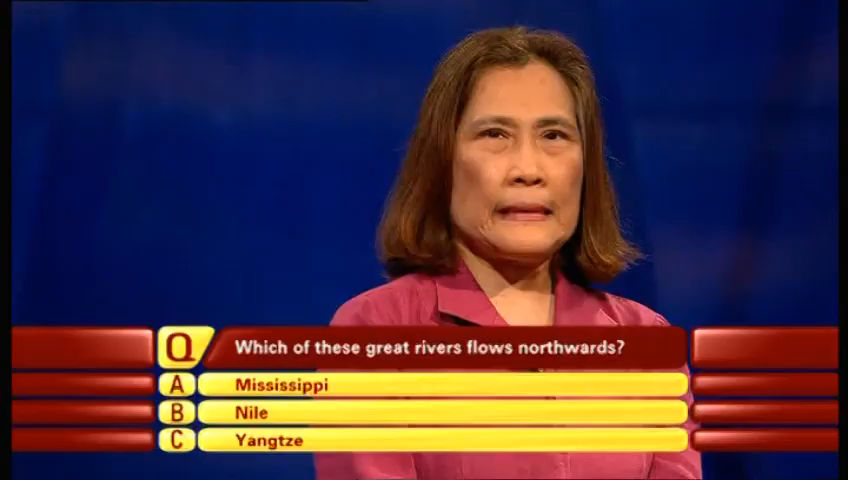 Q Which of these great rivers flows northwards?
A Mississippi
B Nile
C Yangtze